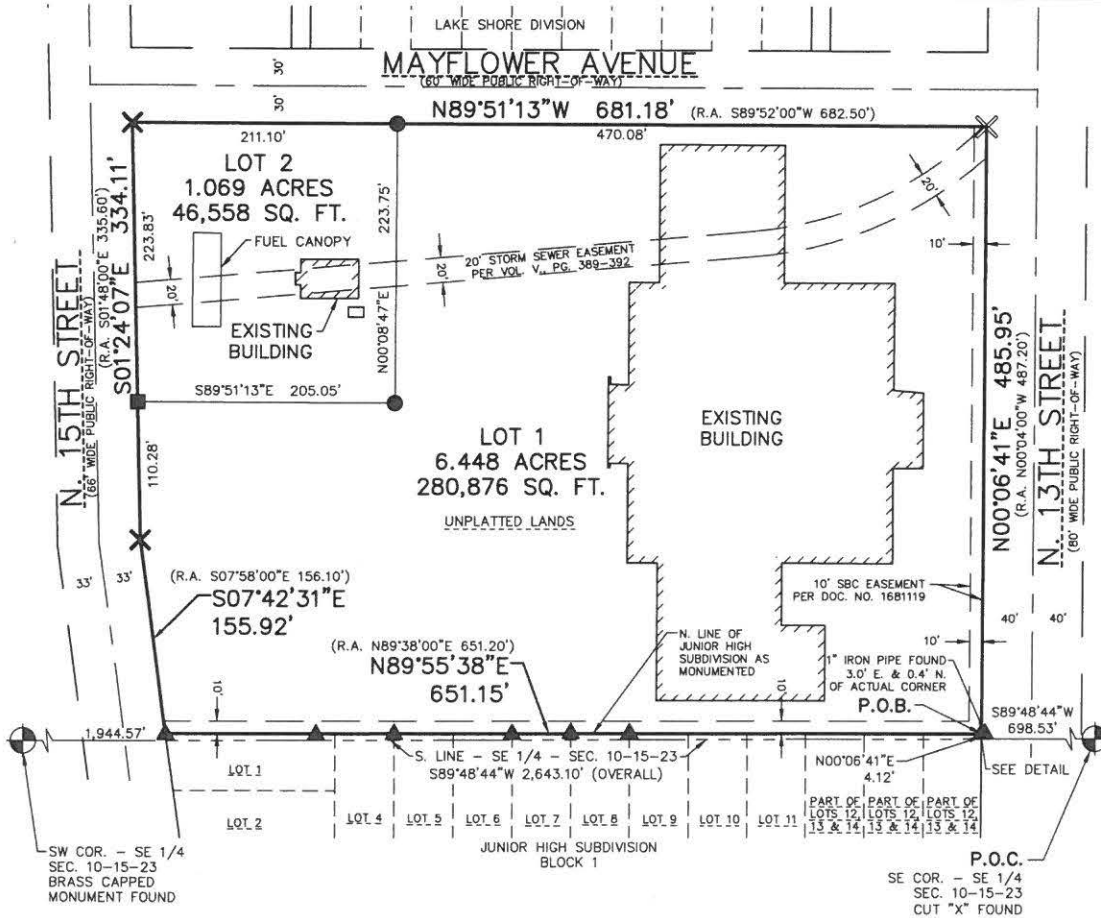 LAKE SHORE DIVISION
MAYFLOWER AVENUE
(60' WIDE PUBLIC RIGHT-OF-WAY)
30'
30'
N89°51'13"W 681.18' (R.A. S89°52'00"W 682.50')
211.10'
470.08'
LOT 2
1.069 ACRES
46,558 SQ. FT.
FUEL CANOPY
EXISTING
BUILDING
223.83'
223.75'
N00°08'47"E
S89°51'13"E 205.05'
20'
20'
20'
20' STORM SEWER EASEMENT
PER VOL. V., PG. 389-392
10'
N. 15TH STREET
(66' WIDE PUBLIC RIGHT-OF-WAY)
(R.A. S01°48'00"E 335.60')
S01°24'07"E 334.11'
110.28'
33'
33'
LOT 1
6.448 ACRES
280,876 SQ. FT.
UNPLATTED LANDS
EXISTING
BUILDING
N00°06'41"E 485.95'
(R.A. N00°04'00"W 487.20')
N. 13TH STREET
(80' WIDE PUBLIC RIGHT-OF-WAY)
40'
40'
10' SBC EASEMENT
PER DOC. NO. 1681119
10'
(R.A. S07°58'00"E 156.10')
S07°42'31"E
155.92'
(R.A. N89°38'00"E 651.20')
N89°55'38"E
651.15'
N. LINE OF
JUNIOR HIGH
SUBDIVISION AS
MONUMENTED
1" IRON PIPE FOUND
3.0' E. & 0.4' N.
OF ACTUAL CORNER
P.O.B.
S89°48'44"W
698.53'
10'
10'
1,944.57'
S. LINE - SE 1/4 - SEC. 10-15-23
S89°48'44"W 2,643.10' (OVERALL)
N00°06'41"E
4.12'
SEE DETAIL
LOT 1
LOT 2
LOT 4
LOT 5
LOT 6
LOT 7
LOT 8
LOT 9
LOT 10
LOT 11
PART OF
LOTS 12,
13 & 14
PART OF
LOTS 12,
13 & 14
PART OF
LOTS 12,
13 & 14
JUNIOR HIGH SUBDIVISION
BLOCK 1
SW COR. - SE 1/4
SEC. 10-15-23
BRASS CAPPED
MONUMENT FOUND
P.O.C.
SE COR. - SE 1/4
SEC. 10-15-23
CUT "X" FOUND